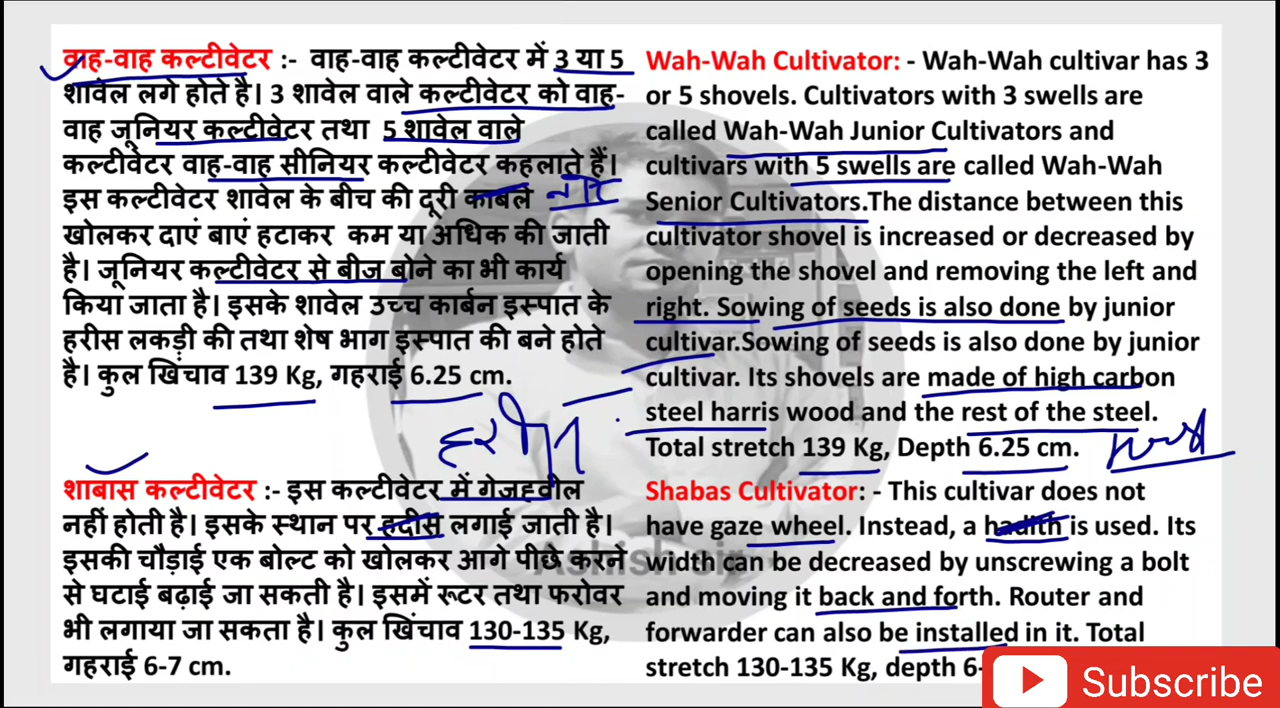 वाह-वाह कल्टीवेटर :- वाह-वाह कल्टीवेटर में 3 या 5
शावेल लगे होते है। 3 शावेल वाले कल्टीवेटर को वाह-
वाह जूनियर कल्टीवेटर तथा 5 शावेल वाले
कल्टीवेटर वाह-वाह सीनियर कल्टीवेटर कहलाते हैं।
इस कल्टीवेटर शावेल के बीच की दूरी काबले
खोलकर दाएं बाएं हटाकर कम या अधिक की जाती
है। जूनियर कल्टीवेटर से बीज बोने का भी कार्य
किया जाता है। इसके शावेल उच्च कार्बन इस्पात के
हरीस लकड़ी की तथा शेष भाग इस्पात की बने होते
है। कुल खिंचाव 139 Kg, गहराई 6.25 cm.
शाबास कल्टीवेटर :- इस कल्टीवेटर में गेजह्वील
नहीं होती है। इसके स्थान पर हदीस लगाई जाती है।
इसकी चौड़ाई एक बोल्ट को खोलकर आगे पीछे करने
से घटाई बढ़ाई जा सकती है। इसमें रूटर तथा फरोवर
भी लगाया जा सकता है। कुल खिंचाव 130-135 Kg,
गहराई 6-7 cm.
Wah-Wah Cultivator: - Wah-Wah cultivar has 3
or 5 shovels. Cultivators with 3 swells are
called Wah-Wah Junior Cultivators and
cultivars with 5 swells are called Wah-Wah
Senior Cultivators.The distance between this
cultivator shovel is increased or decreased by
opening the shovel and removing the left and
right. Sowing of seeds is also done by junior
cultivar.Sowing of seeds is also done by junior
cultivar. Its shovels are made of high carbon
steel harris wood and the rest of the steel.
Total stretch 139 Kg, Depth 6.25 cm.
Shabas Cultivator: - This cultivar does not
have gaze wheel. Instead, a hadith is used. Its
width can be decreased by unscrewing a bolt
and moving it back and forth. Router and
forwarder can also be installed in it. Total
stretch 130-135 Kg, depth 6-
Ashish sir
Subscribe